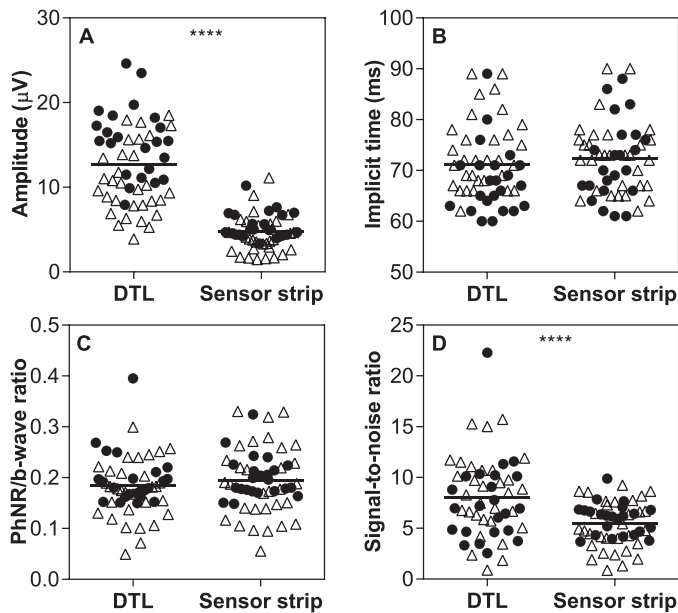 A
****
Amplitude (μV)
30
20
10
0
DTL
Sensor strip
B
Implicit time (ms)
100
90
80
70
60
50
DTL
Sensor strip
C
PhNR/b-wave ratio
0.5
0.4
0.3
0.2
0.1
0.0
DTL
Sensor strip
D
****
Signal-to-noise ratio
25
20
15
10
5
0
DTL
Sensor strip